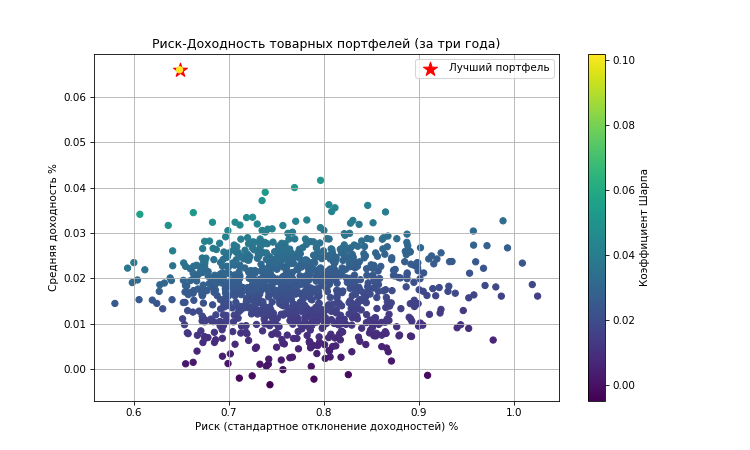 Риск-Доходность товарных портфелей (за три года)
Лучший портфель
0.06
0.05
0.04
0.03
0.02
0.01
0.00
Средняя доходность %
0.6 0.7 0.8 0.9 1.0
Риск (стандартное отклонение доходностей) %
0.10
0.08
0.06
0.04
0.02
0.00
Коэффициент Шарпа